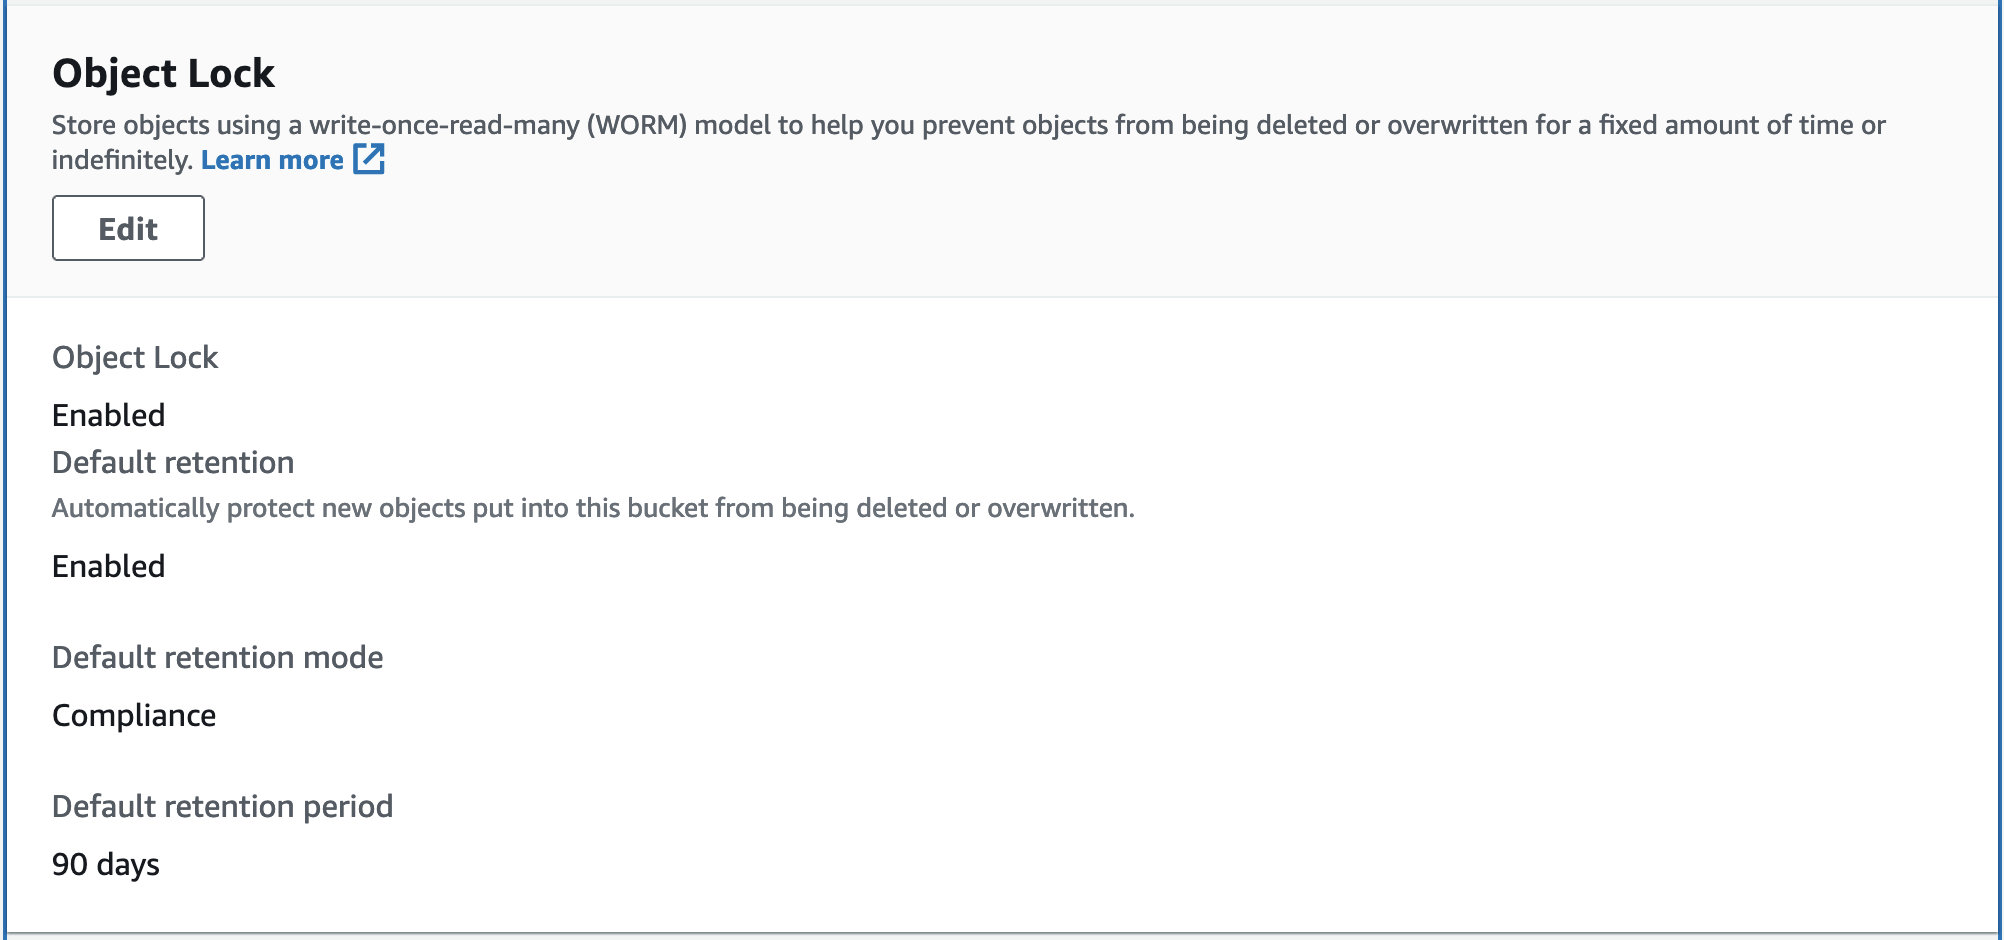 Object Lock
Store objects using a write-once-read-many (WORM) model to help you prevent objects from being deleted or overwritten for a fixed amount of time or
indefinitely. Learn more
Edit
Object Lock
Enabled
Default retention
Automatically protect new objects put into this bucket from being deleted or overwritten.
Enabled
Default retention mode
Compliance
Default retention period
90 days